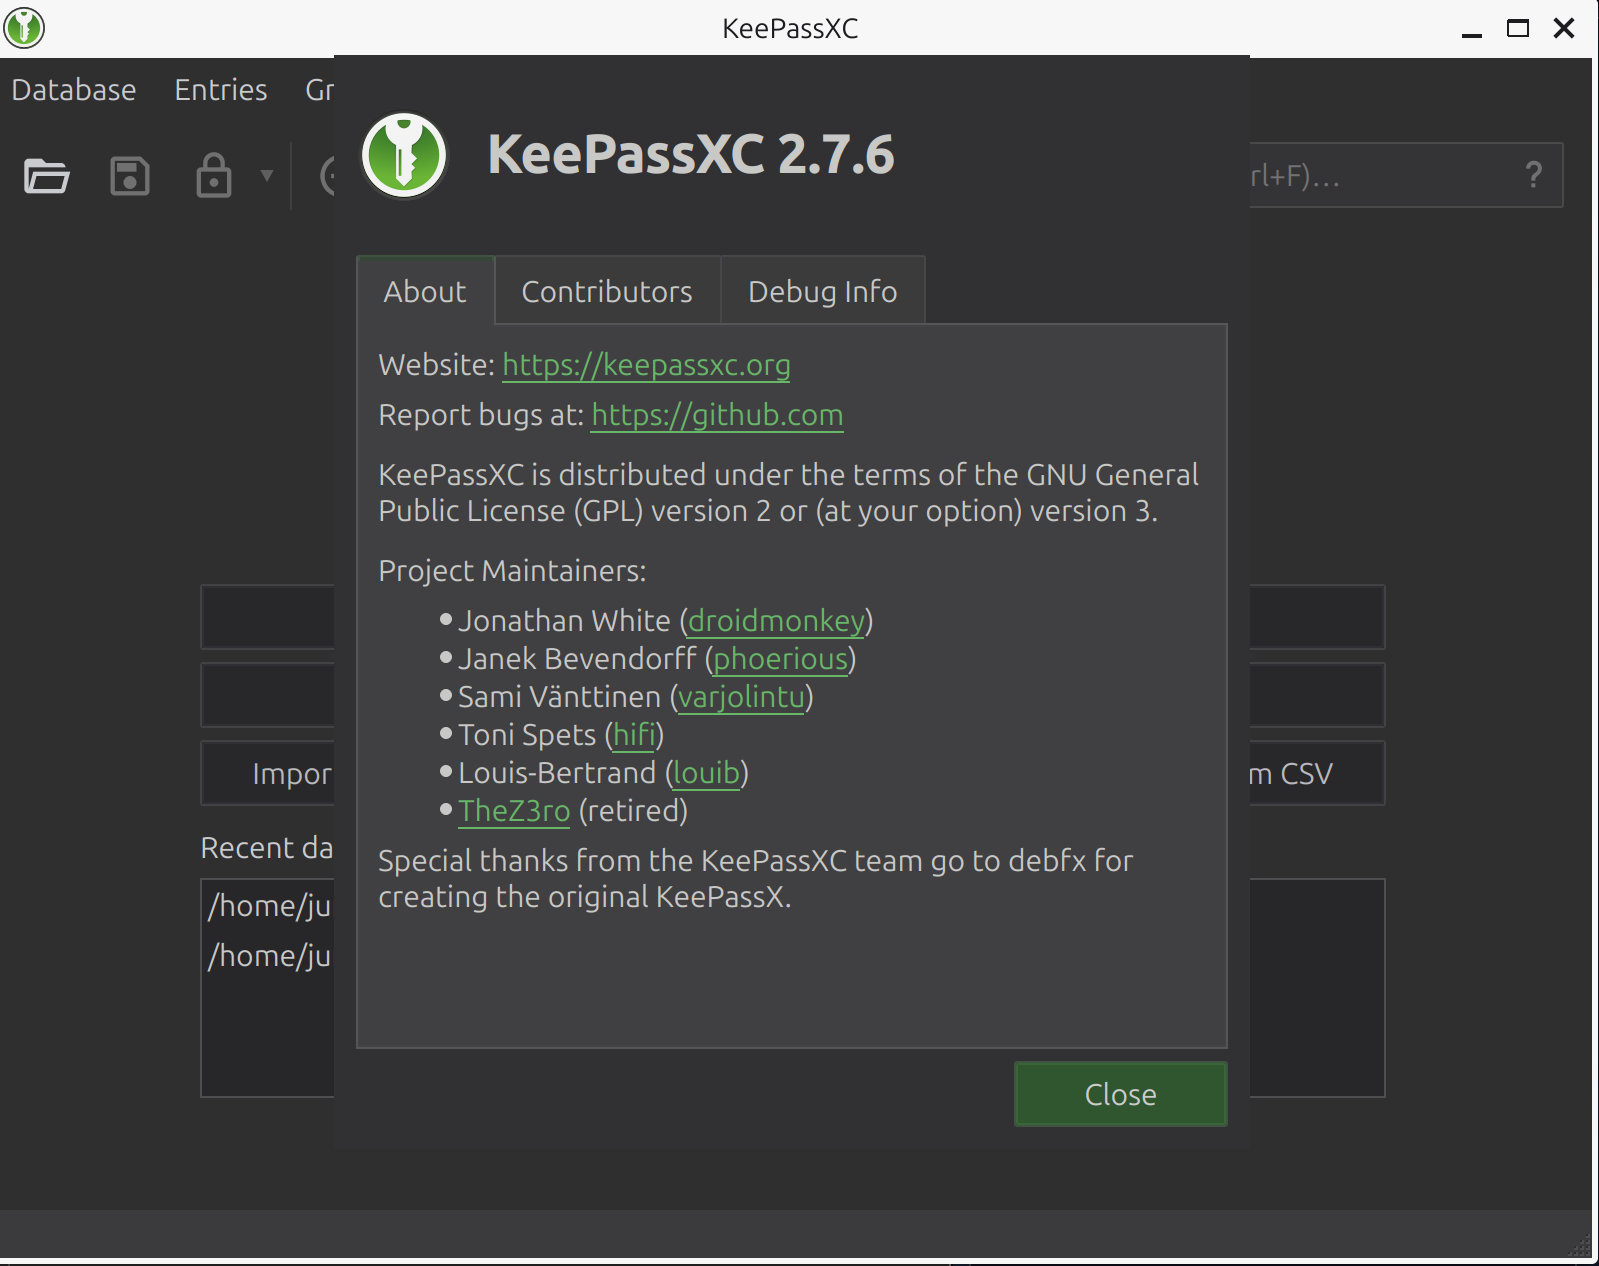 KeePassXC
Database Entries
KeePassXC 2.7.6
rl+F)... ?
About Contributors Debug Info
Website: https://keepassxc.org
Report bugs at: https://github.com
KeePassXC is distributed under the terms of the GNU General
Public License (GPL) version 2 or (at your option) version 3.
Project Maintainers:
Jonathan White (droidmonkey)
Janek Bevendorff (phoerious)
Sami Vänttinen (varjolintu)
Toni Spets (hifi)
Louis-Bertrand (louib)
TheZ3ro (retired)
Special thanks from the KeePassXC team go to debfx for
creating the original KeePassX.
Close
Impor
m CSV
Recent da
/home/ju
/home/ju